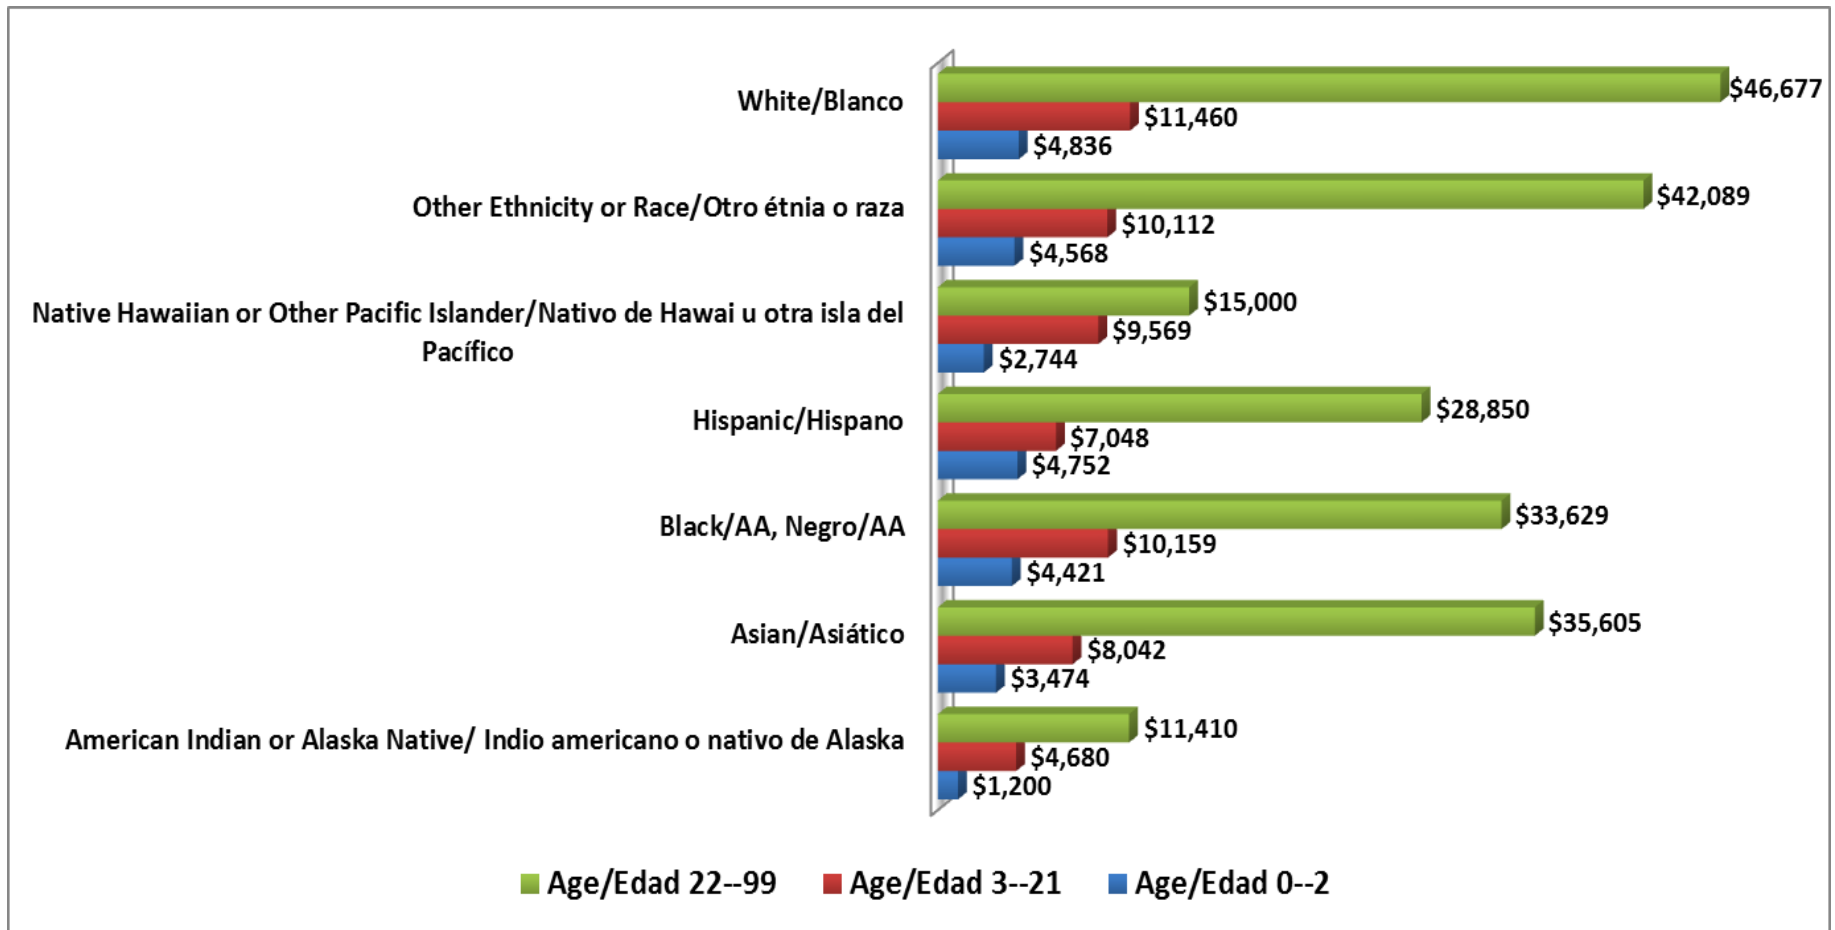 White/Blanco
$46,677
$11,460
$4,836
Other Ethnicity or Race/Otro étnia o raza
$42,089
$10,112
$4,568
Native Hawaiian or Other Pacific Islander/Nativo de Hawai u otra isla del
Pacífico
$15,000
$9,569
$2,744
Hispanic/Hispano
$28,850
$7,048
$4,752
Black/AA, Negro/AA
$33,629
$10,159
$4,421
Asian/Asiático
$35,605
$8,042
$3,474
American Indian or Alaska Native/ Indio americano o nativo de Alaska
$11,410
$4,680
$1,200
Age/Edad 22--99 Age/Edad 3--21 Age/Edad 0--2